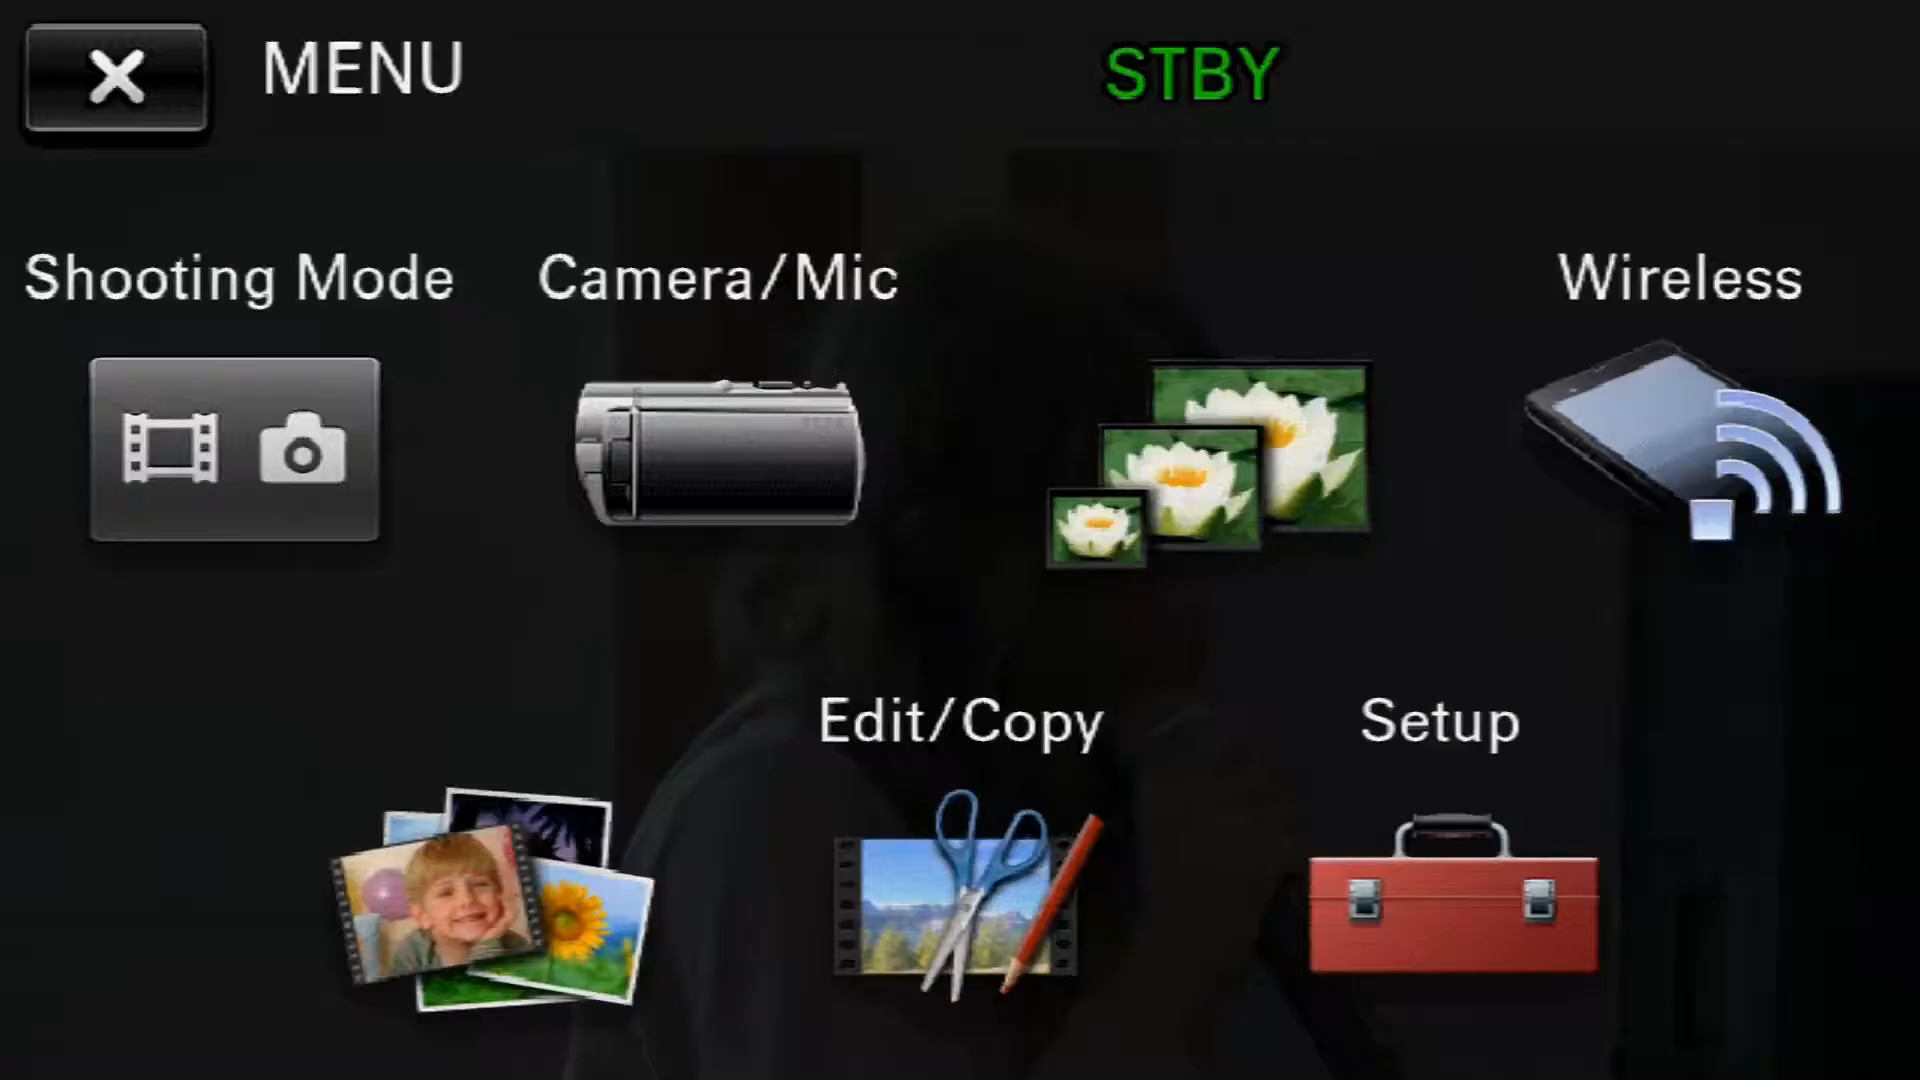 MENU
STBY
Shooting Mode
Camera/Mic
Wireless
Edit/Copy
Setup